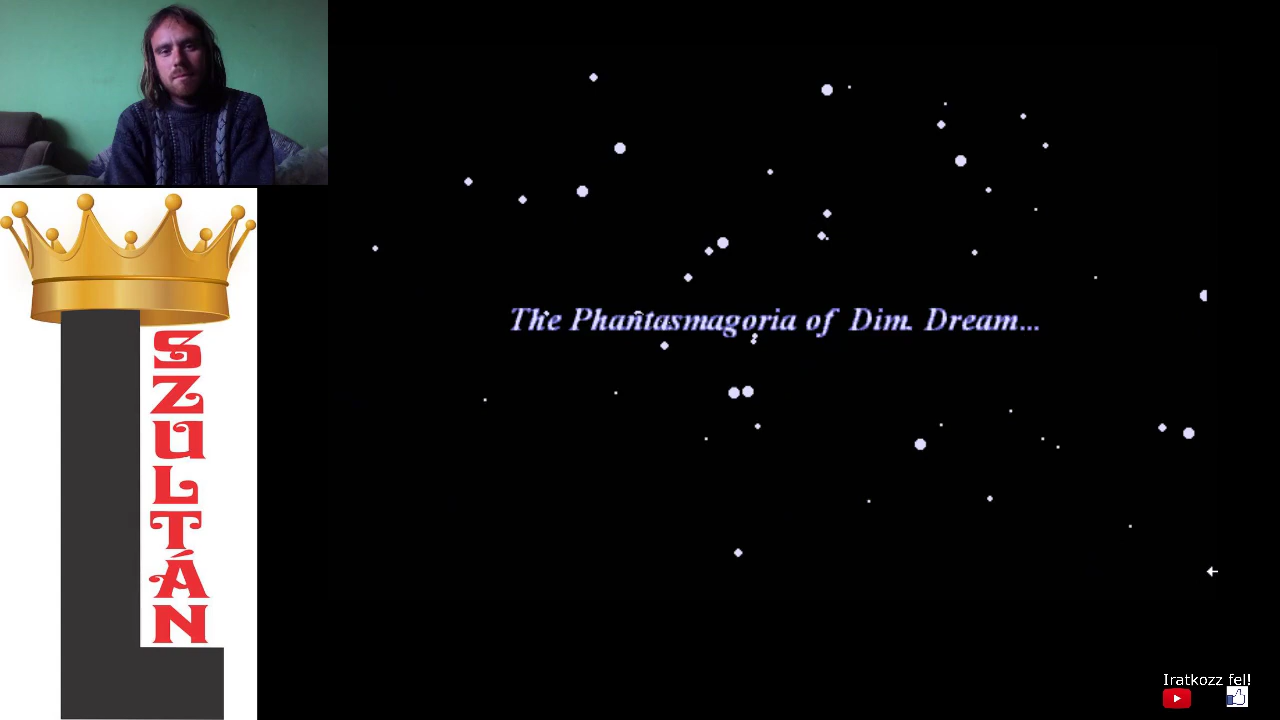 The Phantasmagoria of Dim. Dream...
L
SZULTÁN
Iratkozz fel!